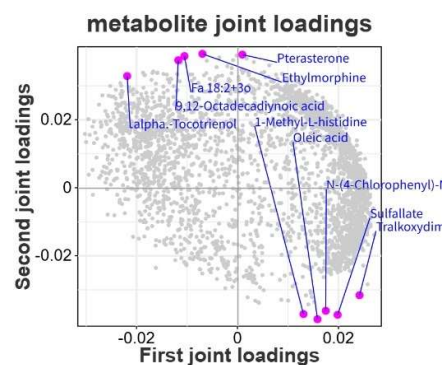 metabolite joint loadings
Pterasterone
Ethylmorphine
Fa 18:2+3o
9,12-Octadecadiynoic acid
1-Methyl-L-histidine
Lalpha.-Tocotrienol
Oleic acid
N-(4-Chlorophenyl)-N
Sulfallate
Tralkoxydim
Second joint loadings
0.02
0
-0.02
-0.02
0
0.02
First joint loadings